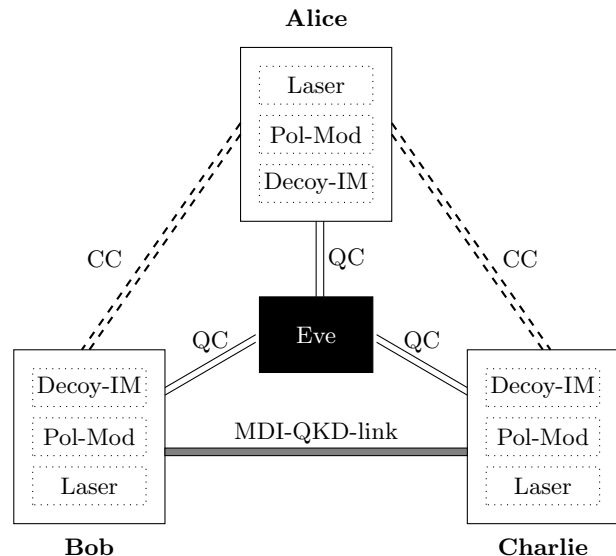 Alice
Laser
Pol-Mod
Decoy-IM
CC
QC
CC
Eve
QC
QC
Decoy-IM
Pol-Mod
Laser
MDI-QKD-link
Decoy-IM
Pol-Mod
Laser
Bob
Charlie